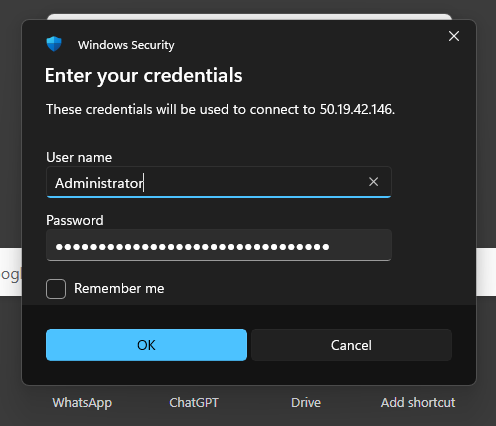 Windows Security
Enter your credentials
These credentials will be used to connect to 50.19.42.146.
User name
Administrator
Password
●●●●●●●●●●●●●●●●●●●●●●●●●●●●●●●●
Remember me
OK
Cancel
WhatsApp
ChatGPT
Drive
Add shortcut